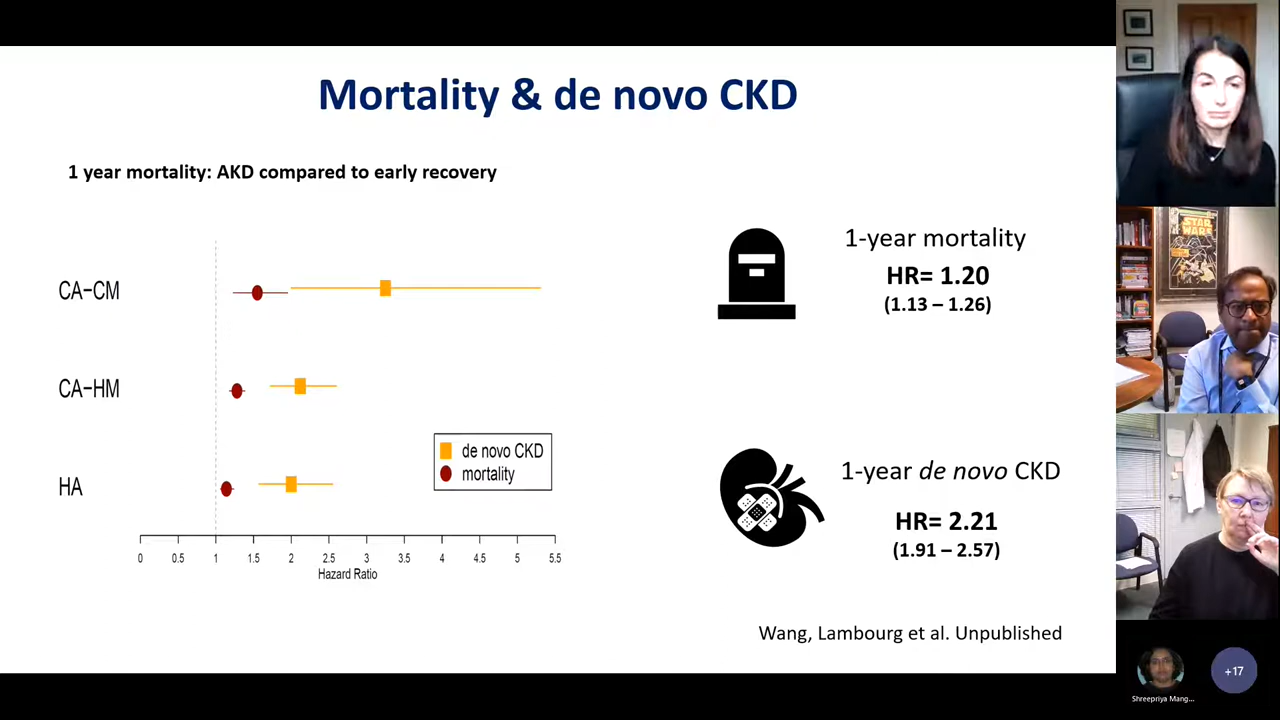 Mortality & de novo CKD
1 year mortality: AKD compared to early recovery
CA-CM
CA-HM
HA
de novo CKD
mortality
0 0.5 1 1.5 2 2.5 3 3.5 4 4.5 5 5.5
Hazard Ratio
1-year mortality
HR= 1.20
(1.13 – 1.26)
1-year de novo CKD
HR= 2.21
(1.91 – 2.57)
Wang, Lambourg et al. Unpublished
STAR
WARS
Shreepriya Mang...
+17